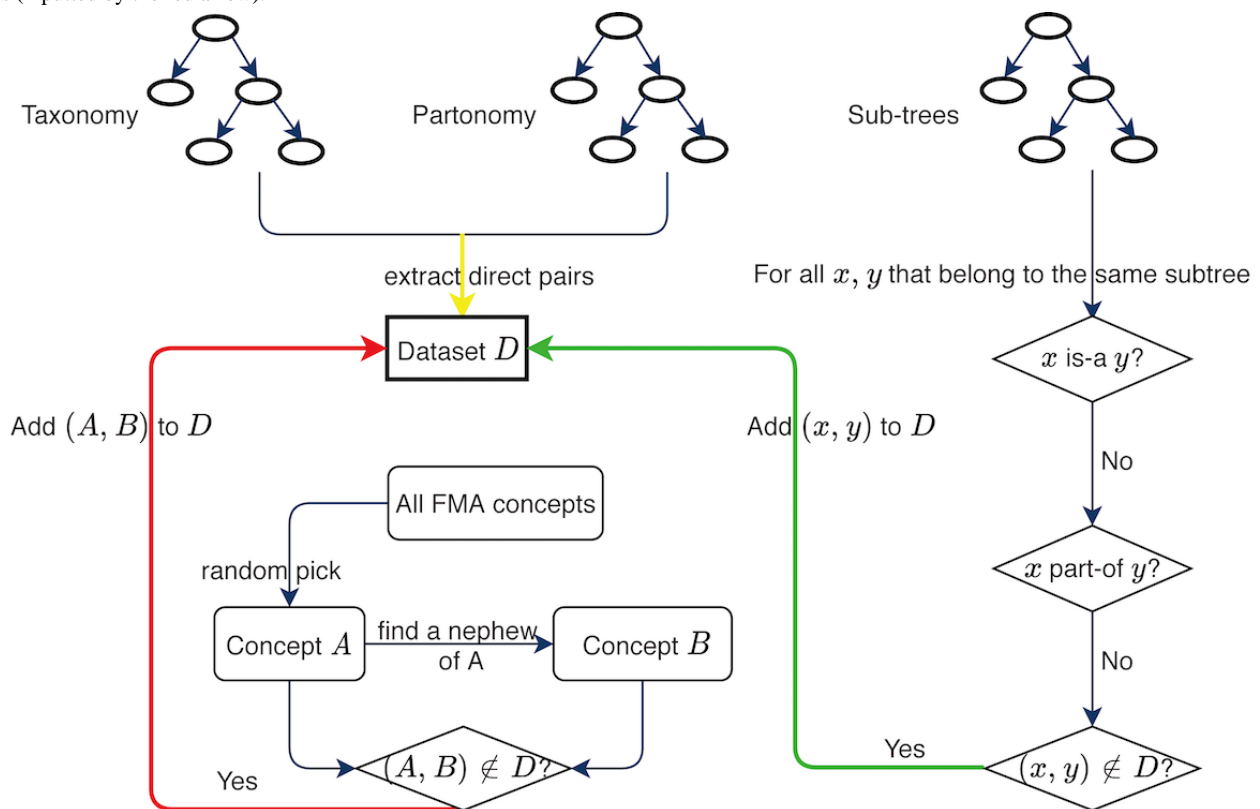 Taxonomy
Partonomy
Sub-trees
extract direct pairs
For all x, y that belong to the same subtree
Dataset D
x is-a y?
Add (A, B) to D
Add (x, y) to D
No
All FMA concepts
random pick
x part-of y?
Concept A
find a nephew
of A
Concept B
No
(A, B) ∉ D?
Yes
Yes
(x, y) ∉ D?